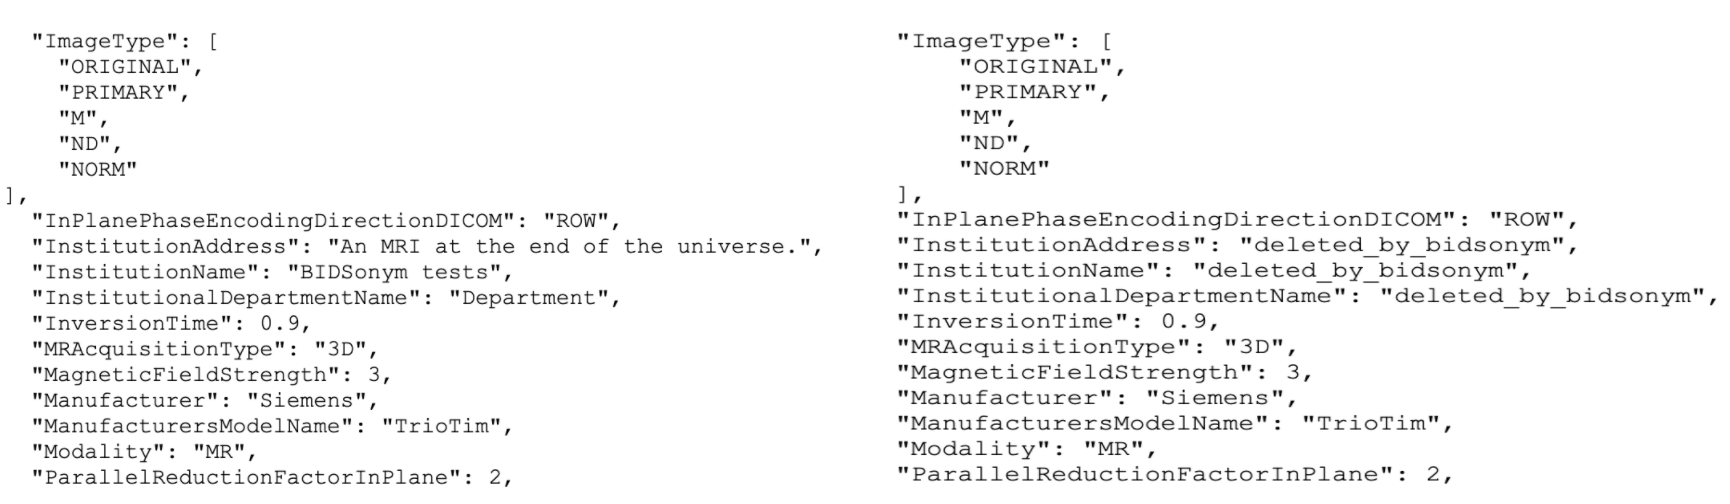 "ImageType": [
"ORIGINAL",
"PRIMARY",
"M",
"ND",
"NORM"
],
"InPlanePhaseEncodingDirectionDICOM": "ROW",
"InstitutionAddress": "An MRI at the end of the universe.",
"InstitutionName": "BIDSonym tests",
"InstitutionalDepartmentName": "Department",
"InversionTime": 0.9,
"MRAcquisitionType": "3D",
"MagneticFieldStrength": 3,
"Manufacturer": "Siemens",
"ManufacturersModelName": "TrioTim",
"Modality": "MR",
"ParallelReductionFactorInPlane": 2,
"ImageType": [
"ORIGINAL",
"PRIMARY",
"M",
"ND",
"NORM"
],
"InPlanePhaseEncodingDirectionDICOM": "ROW",
"InstitutionAddress": "deleted_by_bidsonym",
"InstitutionName": "deleted_by_bidsonym",
"InstitutionalDepartmentName": "deleted_by_bidsonym",
"InversionTime": 0.9,
"MRAcquisitionType": "3D",
"MagneticFieldStrength": 3,
"Manufacturer": "Siemens",
"ManufacturersModelName": "TrioTim",
"Modality": "MR",
"ParallelReductionFactorInPlane": 2,